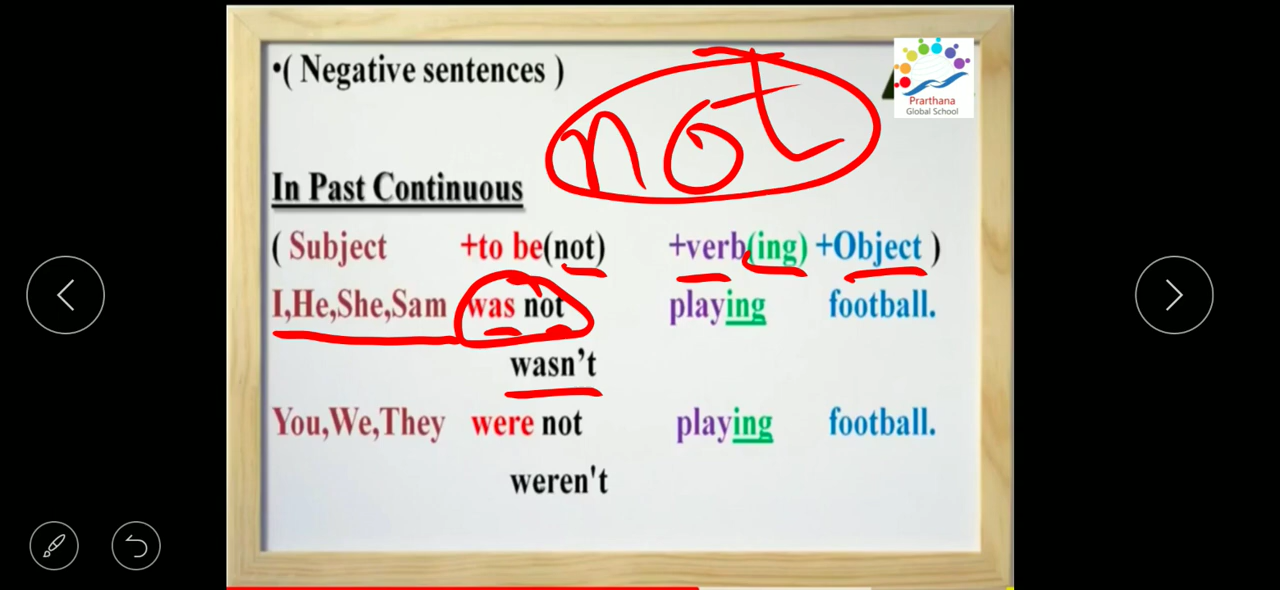 •( Negative sentences )
not
Prarthana
Global School
In Past Continuous
( Subject +to be(not) +verb(ing) +Object )
I,He,She,Sam was not playing football.
wasn't
You,We,They were not playing football.
weren't